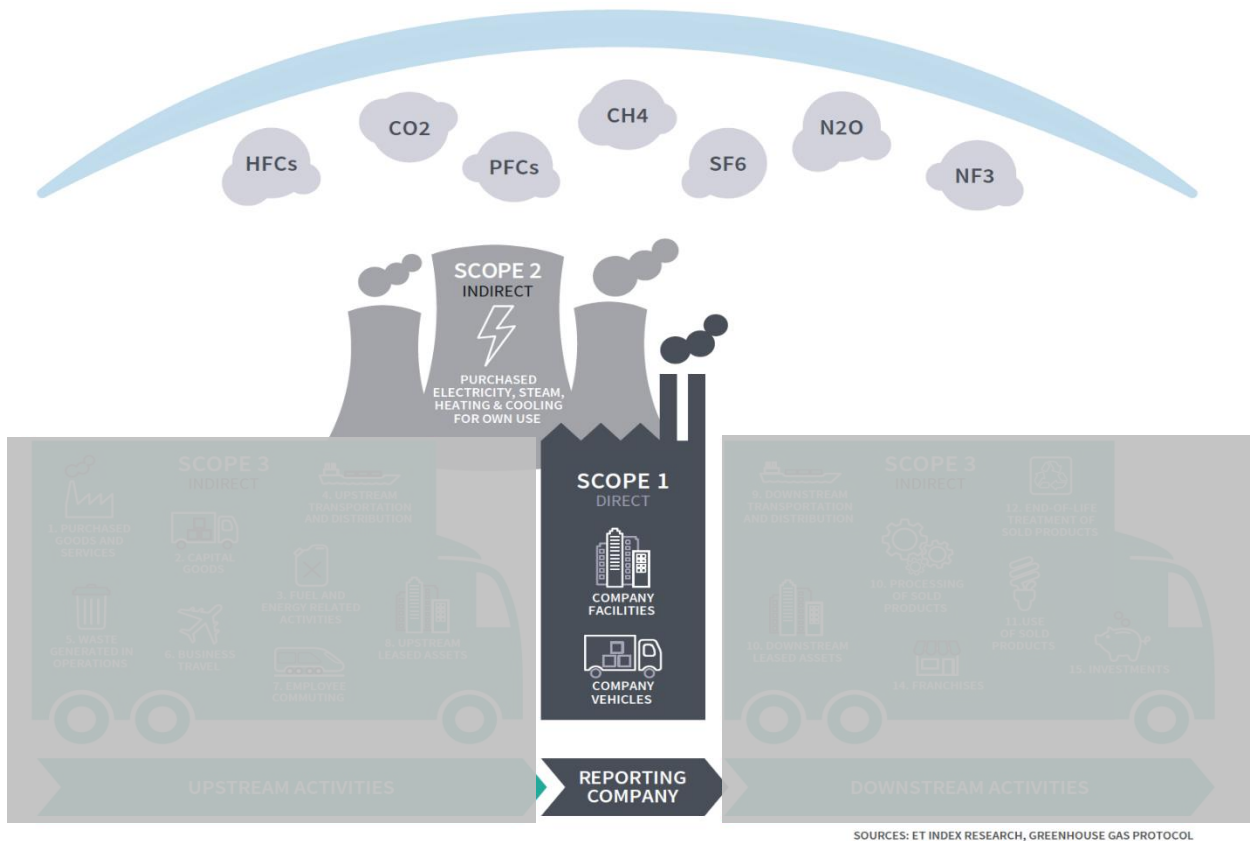 HFCs
CO2
PFCs
CH4
SF6
N2O
NF3
SCOPE 2
INDIRECT
PURCHASED
ELECTRICITY, STEAM,
HEATING & COOLING
FOR OWN USE
SCOPE 3
INDIRECT
1. PURCHASED
GOODS AND
SERVICES
2. CAPITAL
GOODS
4. UPSTREAM
TRANSPORTATION
AND DISTRIBUTION
3. FUEL AND
ENERGY RELATED
ACTIVITIES
5. WASTE
GENERATED IN
OPERATIONS
6. BUSINESS
TRAVEL
7. EMPLOYEE
COMMUTING
8. UPSTREAM
LEASED ASSETS
SCOPE 1
DIRECT
COMPANY
FACILITIES
COMPANY
VEHICLES
SCOPE 3
INDIRECT
9. DOWNSTREAM
TRANSPORTATION
AND DISTRIBUTION
12. END-OF-LIFE
TREATMENT OF
SOLD PRODUCTS
10. PROCESSING
OF SOLD
PRODUCTS
11. USE
OF SOLD
PRODUCTS
10. DOWNSTREAM
LEASED ASSETS
14. FRANCHISES
15. INVESTMENTS
UPSTREAM ACTIVITIES
REPORTING
COMPANY
DOWNSTREAM ACTIVITIES
SOURCES: ET INDEX RESEARCH, GREENHOUSE GAS PROTOCOL